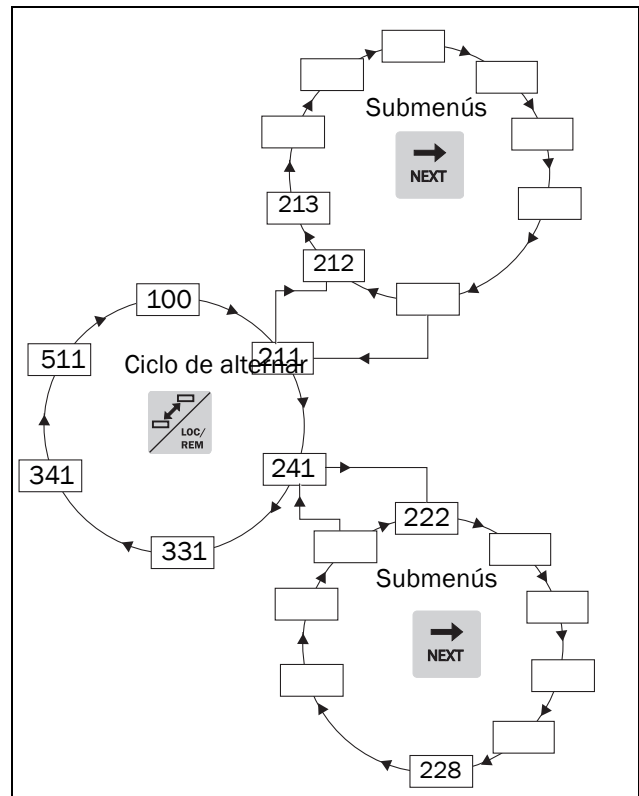 Submenús
NEXT
213
212
100
211
Ciclo de alternar
511
LOC/
REM
241
341
222
331
Submenús
NEXT
228